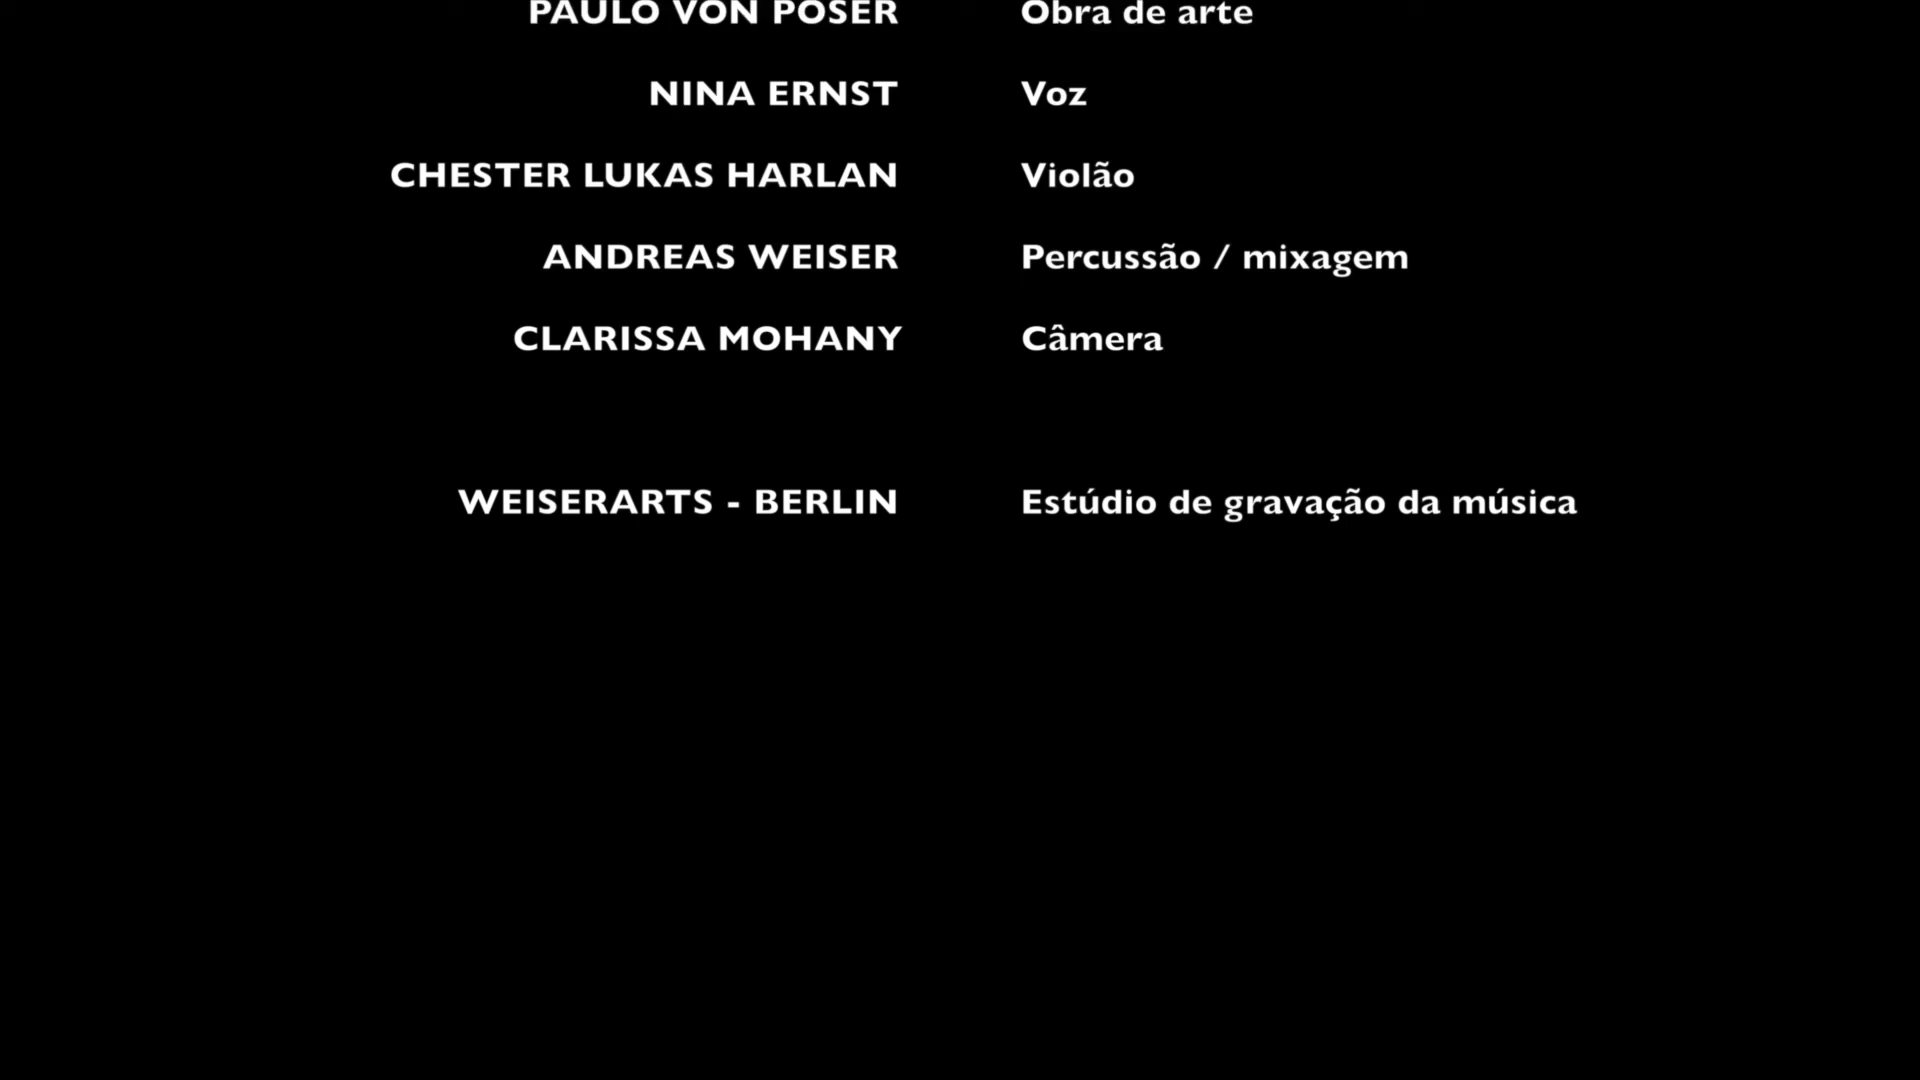 PAULO VON POSER Obra de arte
NINA ERNST Voz
CHESTER LUKAS HARLAN Violão
ANDREAS WEISER Percussão / mixagem
CLARISSA MOHANY Câmera
WEISERARTS - BERLIN Estúdio de gravação da música